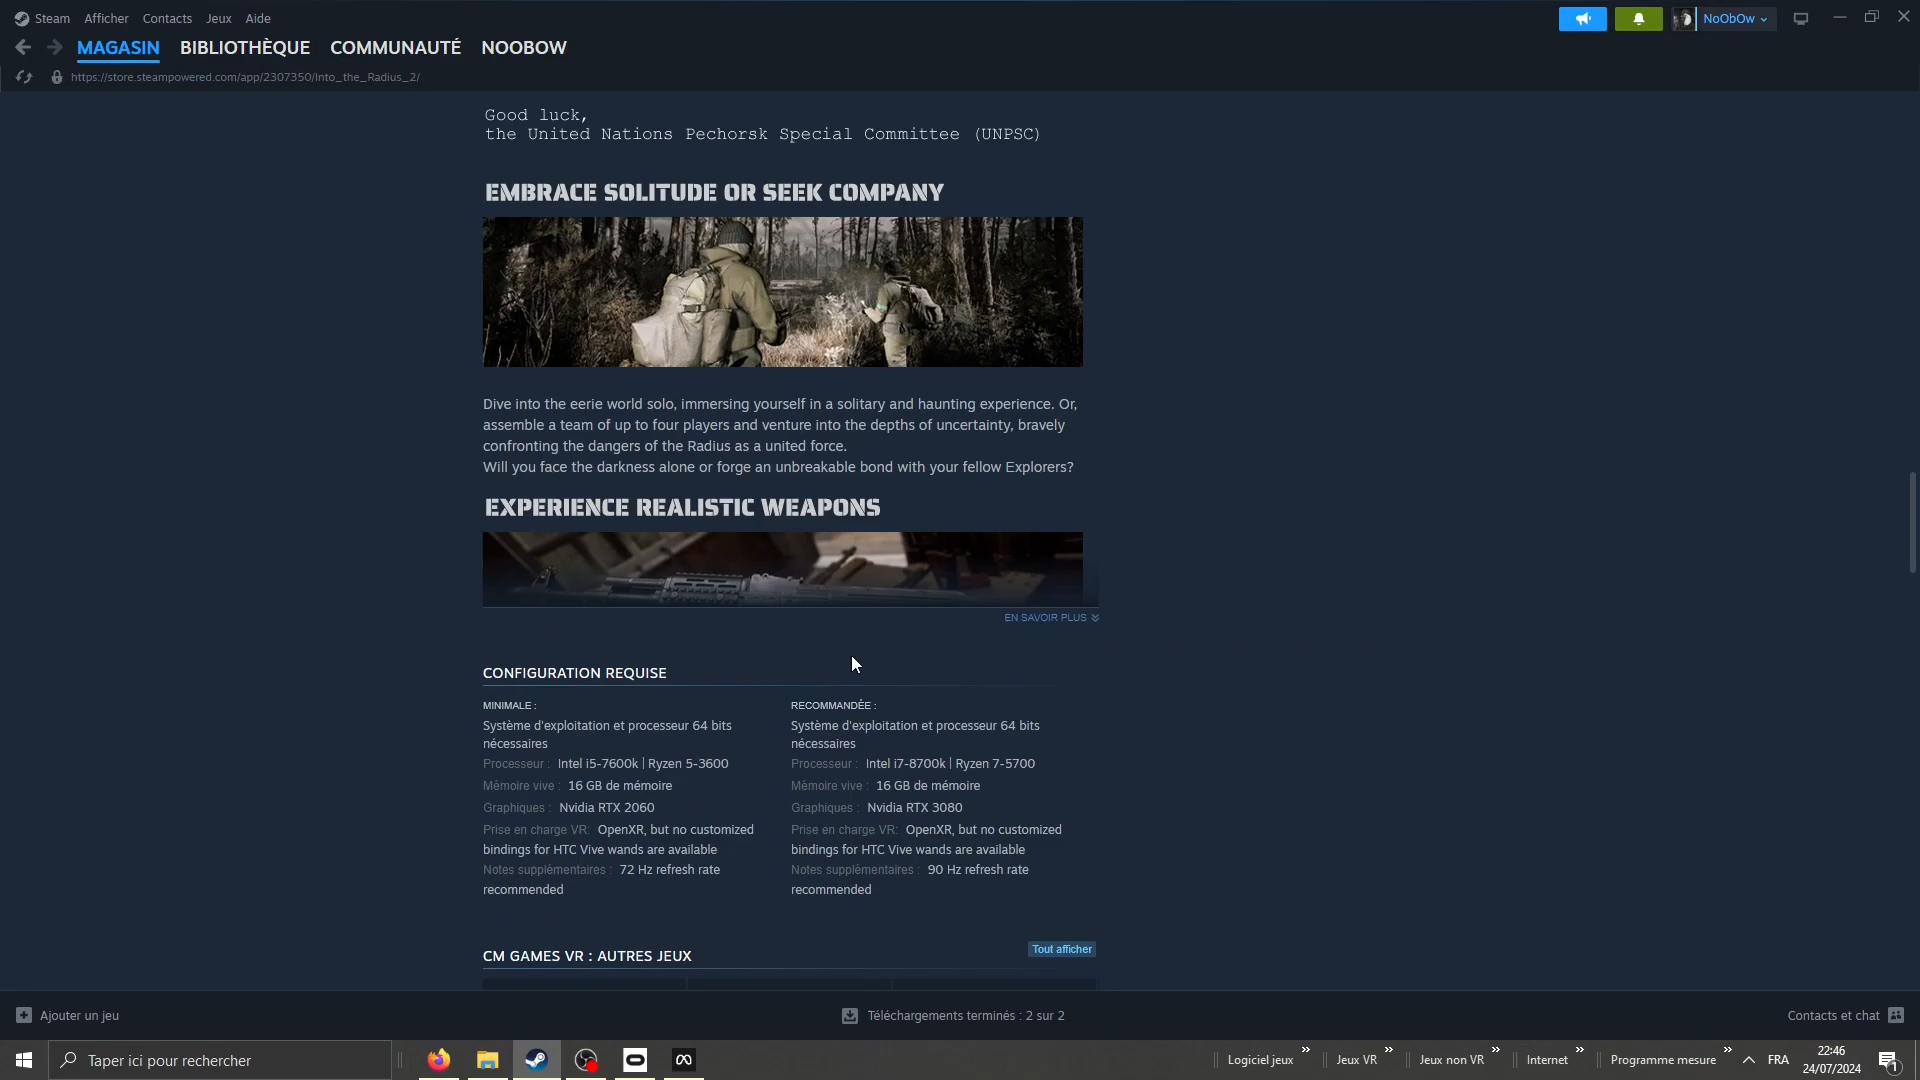 Steam Afficher Contacts Jeux Aide
NoObOw
MAGASIN BIBLIOTHÈQUE COMMUNAUTÉ NOOBOW
https://store.steampowered.com/app/2307350/Into_the_Radius_2/
Good luck,
the United Nations Pechorsk Special Committee (UNPSC)
EMBRACE SOLITUDE OR SEEK COMPANY
Dive into the eerie world solo, immersing yourself in a solitary and haunting experience. Or,
assemble a team of up to four players and venture into the depths of uncertainty, bravely
confronting the dangers of the Radius as a united force.
Will you face the darkness alone or forge an unbreakable bond with your fellow Explorers?
EXPERIENCE REALISTIC WEAPONS
EN SAVOIR PLUS
CONFIGURATION REQUISE
MINIMALE :
Système d'exploitation et processeur 64 bits
nécessaires
Processeur : Intel i5-7600k | Ryzen 5-3600
Mémoire vive : 16 GB de mémoire
Graphiques : Nvidia RTX 2060
Prise en charge VR: OpenXR, but no customized
bindings for HTC Vive wands are available
Notes supplémentaires : 72 Hz refresh rate
recommended
RECOMMANDÉE :
Système d'exploitation et processeur 64 bits
nécessaires
Processeur : Intel i7-8700k | Ryzen 7-5700
Mémoire vive : 16 GB de mémoire
Graphiques : Nvidia RTX 3080
Prise en charge VR: OpenXR, but no customized
bindings for HTC Vive wands are available
Notes supplémentaires : 90 Hz refresh rate
recommended
CM GAMES VR : AUTRES JEUX
Tout afficher
Ajouter un jeu
Téléchargements terminés : 2 sur 2
Contacts et chat
Taper ici pour rechercher
Logiciel jeux » Jeux VR » Jeux non VR » Internet » Programme mesure »
FRA
22:46
24/07/2024
1